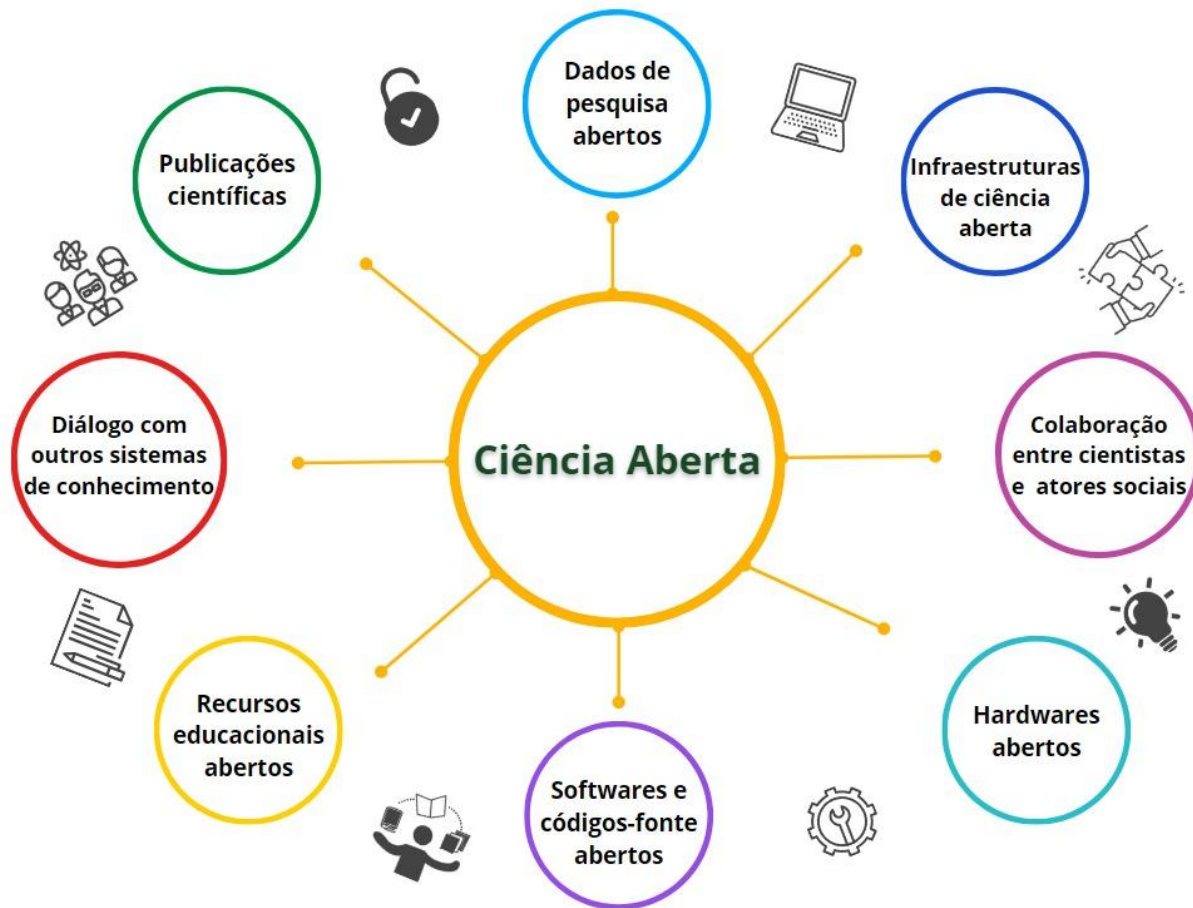 Dados de
pesquisa
abertos
Publicações
científicas
Infraestruturas
de ciência
aberta
Diálogo com
outros sistemas
de conhecimento
Ciência Aberta
Colaboração
entre cientistas
e atores sociais
Recursos
educacionais
abertos
Softwares e
códigos-fonte
abertos
Hardwares
abertos